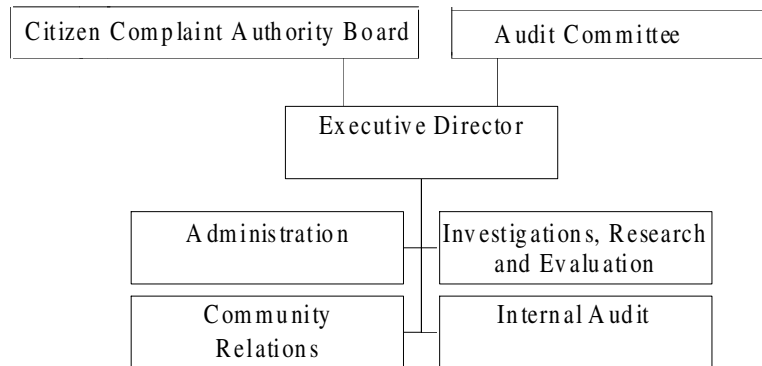 Citizen Complaint Authority Board
Audit Committee
Executive Director
Administration
Investigations, Research
and Evaluation
Community
Relations
Internal Audit